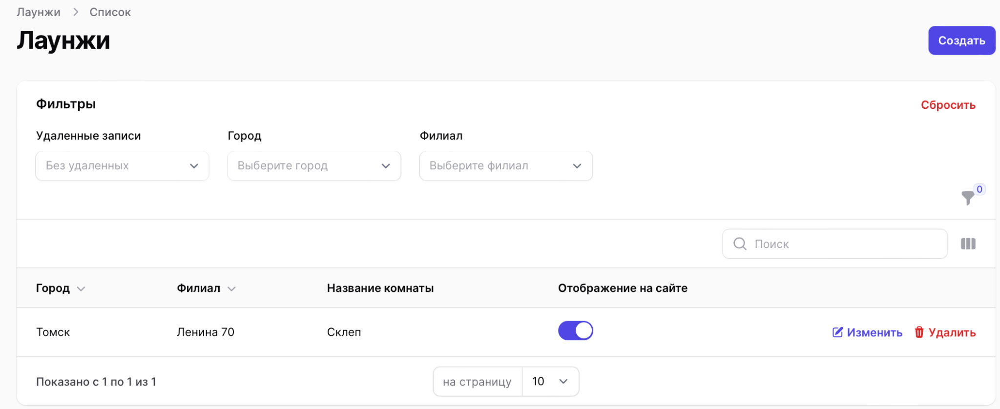 Лаунжи > Список
Лаунжи
Создать
Фильтры
Сбросить
Удаленные записи Город Филиал
Без удаленных Выберите город Выберите филиал
0
Поиск
Город Филиал Название комнаты Отображение на сайте
Томск Ленина 70 Склеп Изменить Удалить
Показано с 1 по 1 из 1 на страницу 10